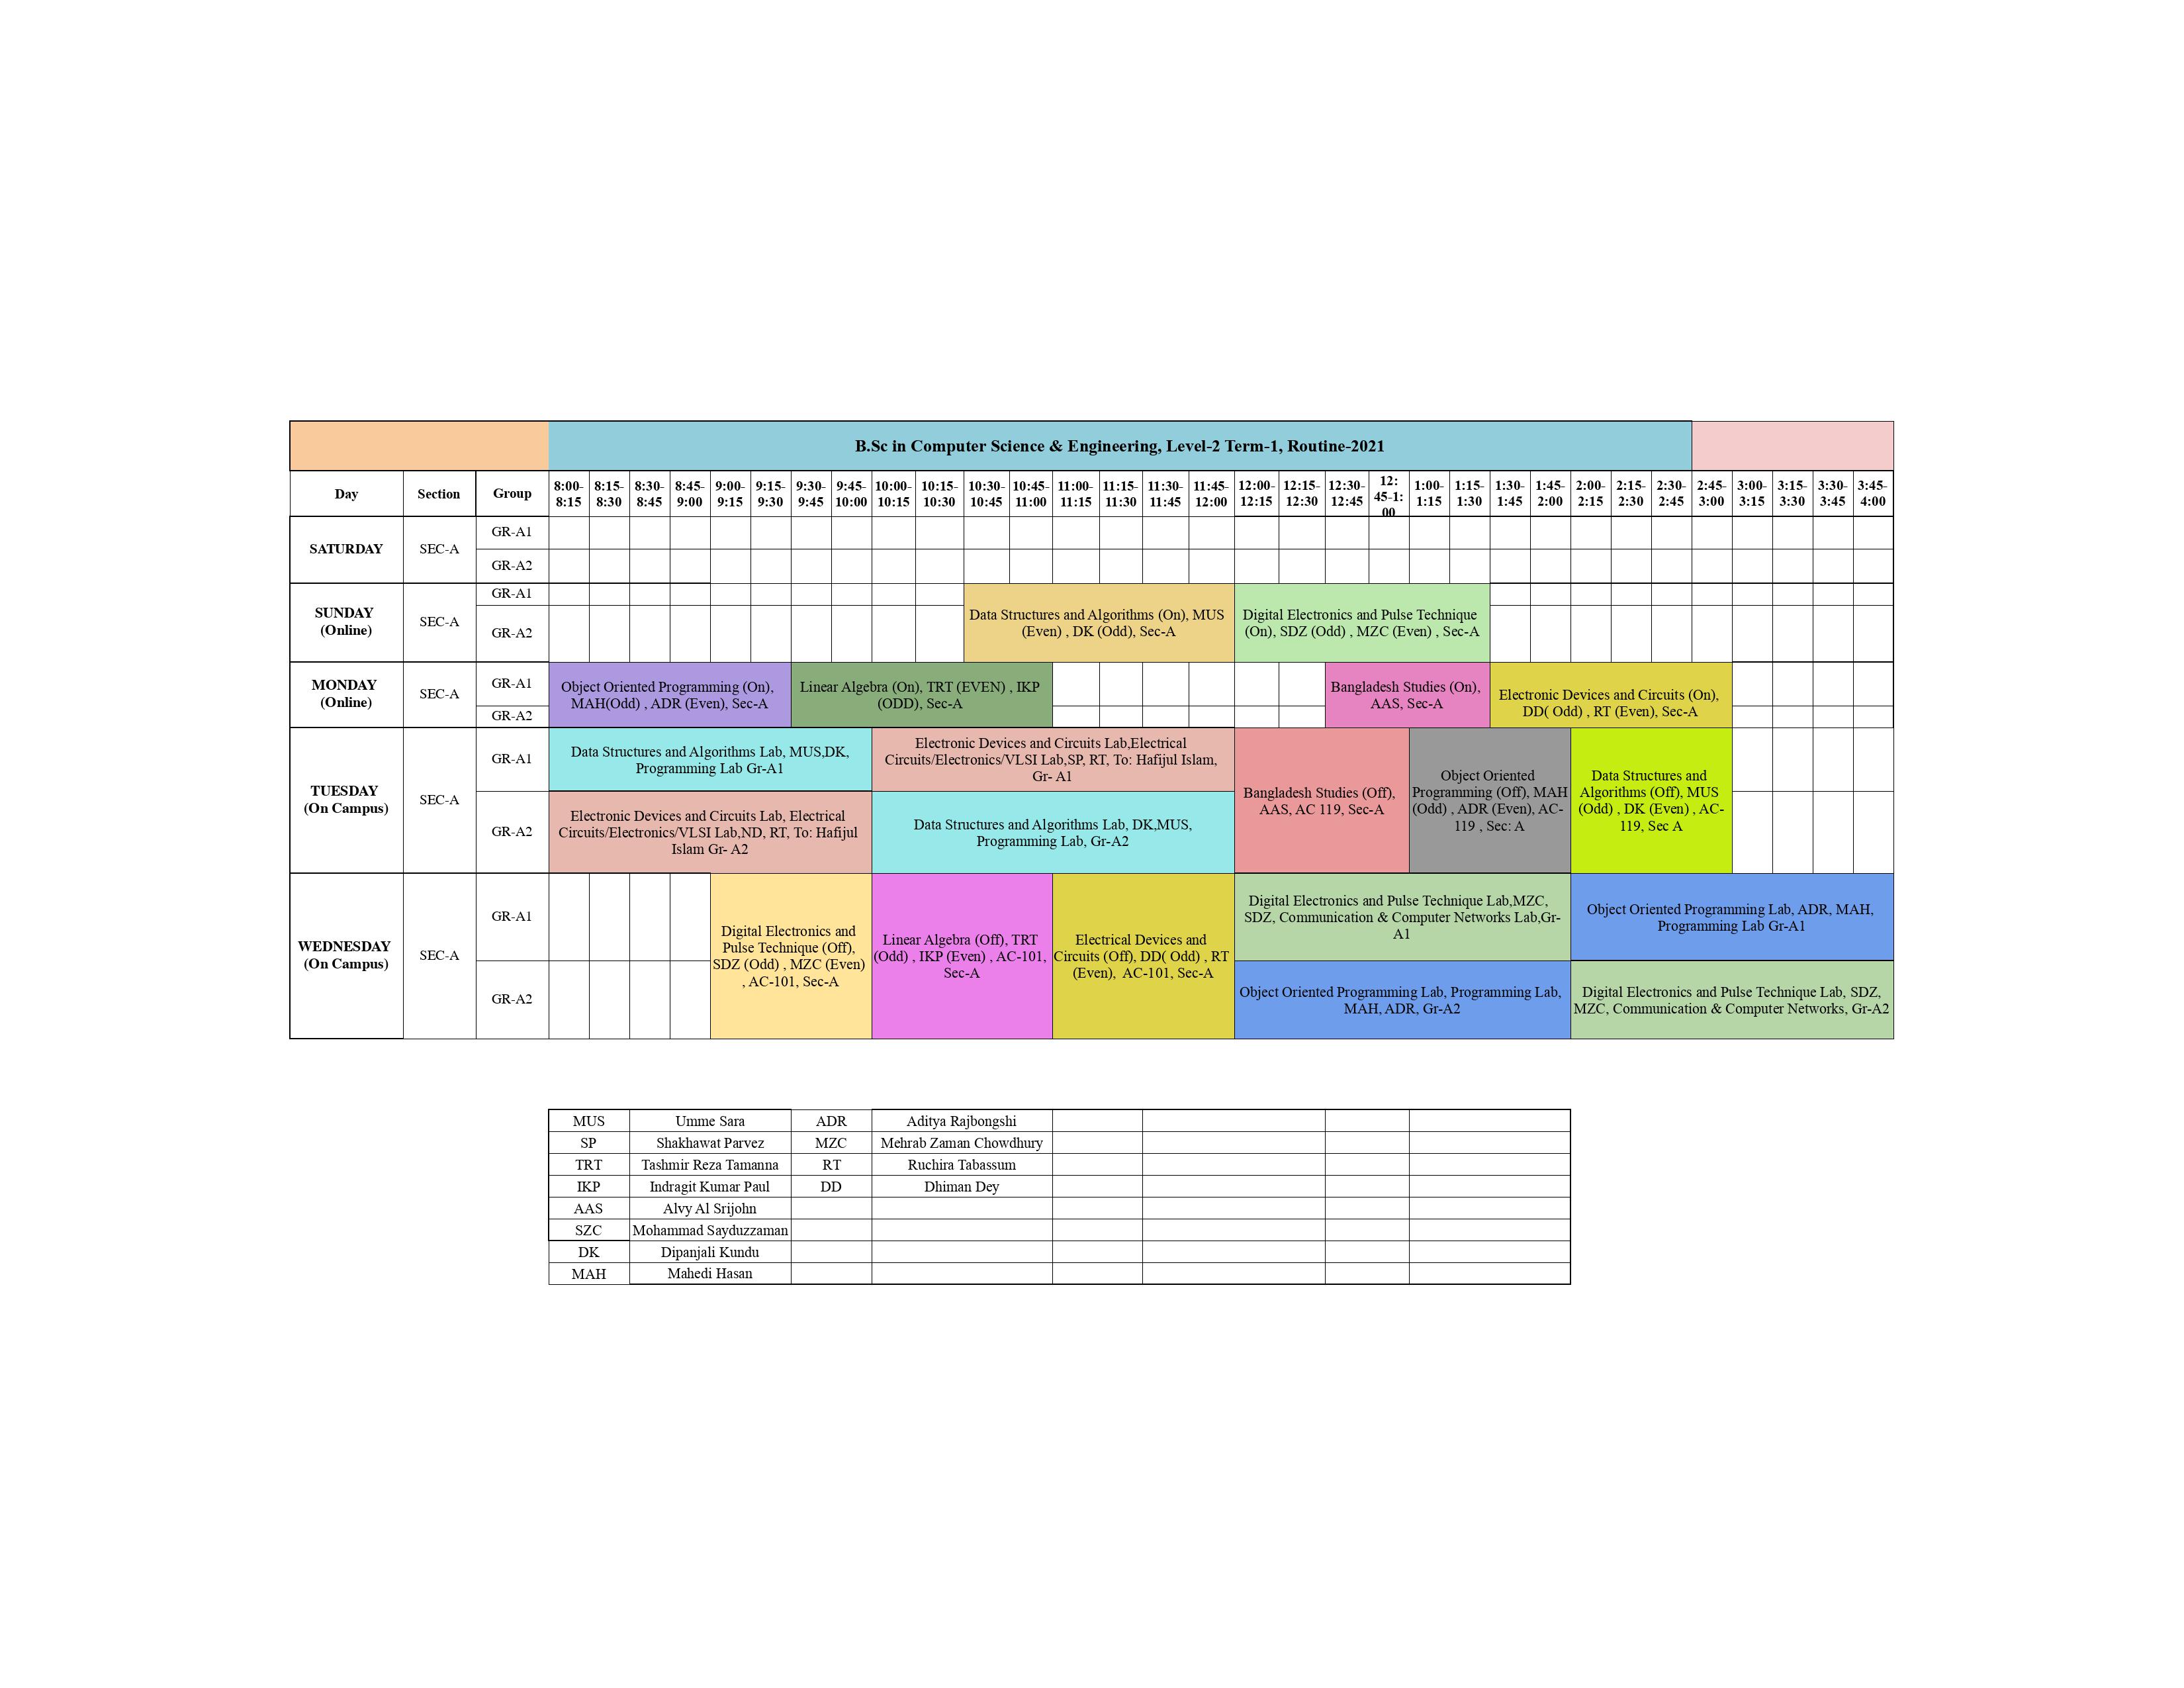 B.Sc in Computer Science & Engineering, Level-2 Term-1, Routine-2021
Day Section Group 8:00-8:15 8:15-8:30 8:30-8:45 8:45-9:00 9:00-9:15 9:15-9:30 9:30-9:45 9:45-10:00 10:00-10:15 10:15-10:30 10:30-10:45 10:45-11:00 11:00-11:15 11:15-11:30 11:30-11:45 11:45-12:00 12:00-12:15 12:15-12:30 12:30-12:45 12:45-1:00 1:00-1:15 1:15-1:30 1:30-1:45 1:45-2:00 2:00-2:15 2:15-2:30 2:30-2:45 2:45-3:00 3:00-3:15 3:15-3:30 3:30-3:45 3:45-4:00
SATURDAY
SEC-A
GR-A1
GR-A2
SUNDAY
(Online)
SEC-A
GR-A1
GR-A2
Data Structures and Algorithms (On), MUS
(Even) , DK (Odd), Sec-A
Digital Electronics and Pulse Technique
(On), SDZ (Odd) , MZC (Even) , Sec-A
MONDAY
(Online)
SEC-A
GR-A1
GR-A2
Object Oriented Programming (On),
MAH(Odd) , ADR (Even), Sec-A
Linear Algebra (On), TRT (EVEN) , IKP
(ODD), Sec-A
Bangladesh Studies (On),
AAS, Sec-A
Electronic Devices and Circuits (On),
DD( Odd) , RT (Even), Sec-A
TUESDAY
(On Campus)
SEC-A
GR-A1
Data Structures and Algorithms Lab, MUS,DK,
Programming Lab Gr-A1
Electronic Devices and Circuits Lab,Electrical
Circuits/Electronics/VLSI Lab,SP, RT, To: Hafijul Islam,
Gr- A1
GR-A2
Electronic Devices and Circuits Lab, Electrical
Circuits/Electronics/VLSI Lab,ND, RT, To: Hafijul
Islam Gr- A2
Data Structures and Algorithms Lab, DK,MUS,
Programming Lab, Gr-A2
Bangladesh Studies (Off),
AAS, AC 119, Sec-A
Object Oriented
Programming (Off), MAH
(Odd) , ADR (Even), AC-
119 , Sec: A
Data Structures and
Algorithms (Off), MUS
(Odd) , DK (Even) , AC-
119, Sec A
WEDNESDAY
(On Campus)
SEC-A
GR-A1
GR-A2
Digital Electronics and
Pulse Technique (Off),
SDZ (Odd) , MZC (Even)
, AC-101, Sec-A
Linear Algebra (Off), TRT
(Odd) , IKP (Even) , AC-101,
Sec-A
Electrical Devices and
Circuits (Off), DD( Odd) , RT
(Even), AC-101, Sec-A
Digital Electronics and Pulse Technique Lab,MZC,
SDZ, Communication & Computer Networks Lab,Gr-
A1
Object Oriented Programming Lab, ADR, MAH,
Programming Lab Gr-A1
Object Oriented Programming Lab, Programming Lab,
MAH, ADR, Gr-A2
Digital Electronics and Pulse Technique Lab, SDZ,
MZC, Communication & Computer Networks, Gr-A2
MUS Umme Sara ADR Aditya Rajbongshi
SP Shakhawat Parvez MZC Mehrab Zaman Chowdhury
TRT Tashmir Reza Tamanna RT Ruchira Tabassum
IKP Indragit Kumar Paul DD Dhiman Dey
AAS Alvy Al Srijohn
SZC Mohammad Sayduzzaman
DK Dipanjali Kundu
MAH Mahedi Hasan